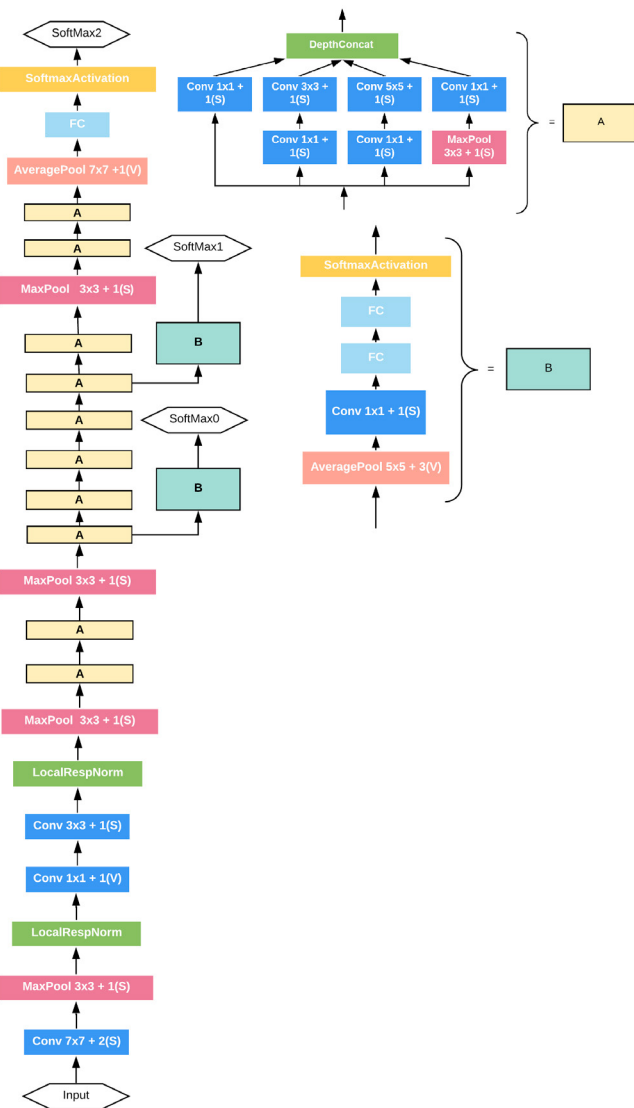 SoftMax2
SoftmaxActivation
FC
AveragePool 7x7 +1(V)
A
A
MaxPool 3x3 + 1(S)
A
A
A
A
A
A
MaxPool 3x3 + 1(S)
A
A
MaxPool 3x3 + 1(S)
LocalRespNorm
Conv 3x3 + 1(S)
Conv 1x1 + 1(V)
LocalRespNorm
MaxPool 3x3 + 1(S)
Conv 7x7 + 2(S)
Input
SoftMax1
B
SoftMax0
B
DepthConcat
Conv 1x1 +
1(S)
Conv 3x3 +
1(S)
Conv 5x5 +
1(S)
Conv 1x1 +
1(S)
Conv 1x1 +
1(S)
Conv 1x1 +
1(S)
MaxPool
3x3 + 1(S)
=
A
SoftmaxActivation
FC
FC
Conv 1x1 + 1(S)
AveragePool 5x5 + 3(V)
=
B